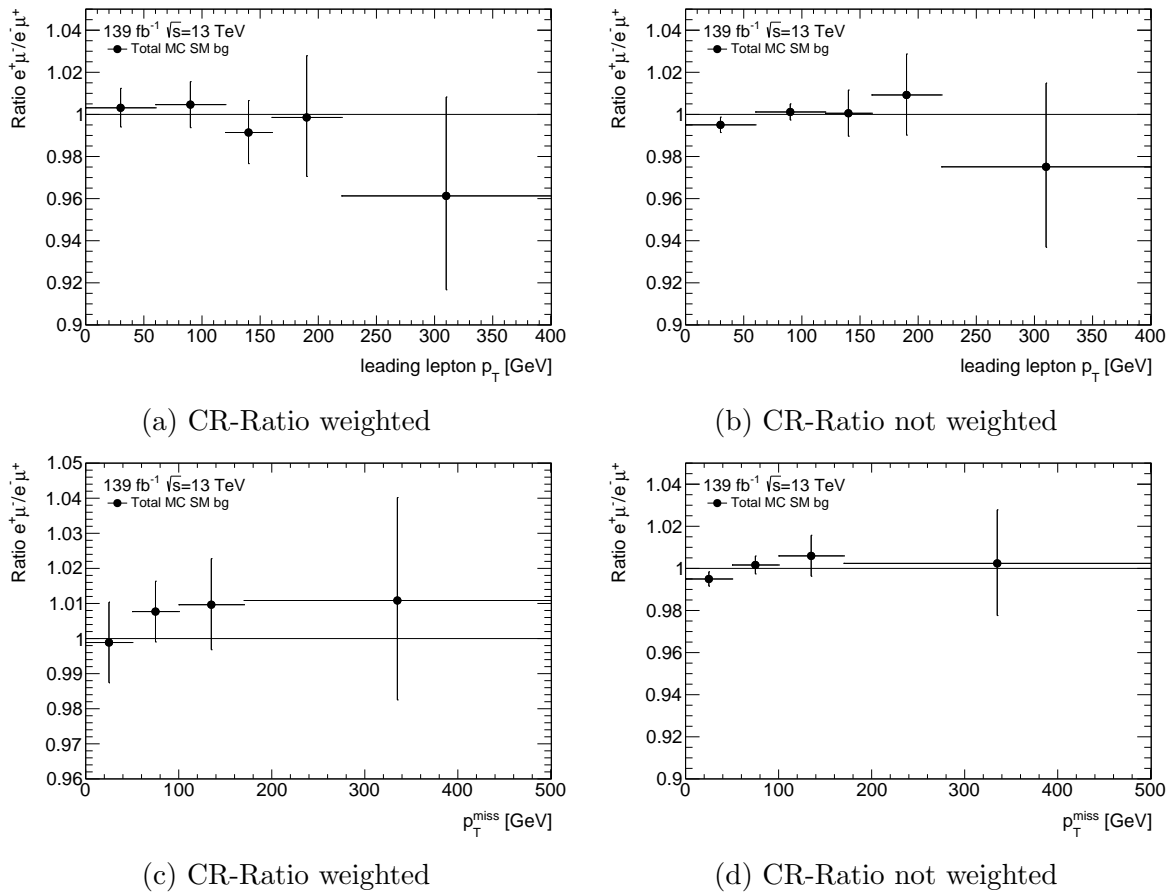 Ratio e⁺μ⁻/e⁻μ⁺
1.04
1.02
1
0.98
0.96
0.94
0.92
0.9
139 fb⁻¹ √s=13 TeV
Total MC SM bg
0 50 100 150 200 250 300 350 400
leading lepton p_T [GeV]
(a) CR-Ratio weighted
Ratio e⁺μ⁻/e⁻μ⁺
1.04
1.02
1
0.98
0.96
0.94
0.92
0.9
139 fb⁻¹ √s=13 TeV
Total MC SM bg
0 50 100 150 200 250 300 350 400
leading lepton p_T [GeV]
(b) CR-Ratio not weighted
Ratio e⁺μ⁻/e⁻μ⁺
1.05
1.04
1.03
1.02
1.01
1
0.99
0.98
0.97
0.96
139 fb⁻¹ √s=13 TeV
Total MC SM bg
0 100 200 300 400 500
p_T^miss [GeV]
(c) CR-Ratio weighted
Ratio e⁺μ⁻/e⁻μ⁺
1.04
1.02
1
0.98
0.96
0.94
0.92
0.9
139 fb⁻¹ √s=13 TeV
Total MC SM bg
0 100 200 300 400 500
p_T^miss [GeV]
(d) CR-Ratio not weighted